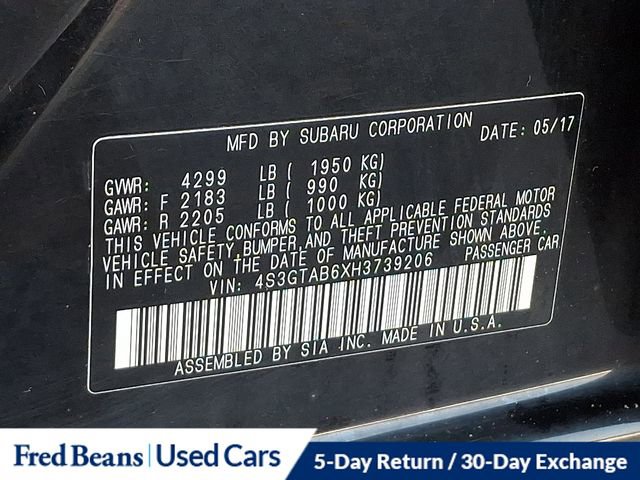 MFD BY SUBARU CORPORATION DATE: 05/17
GVWR: 4299 LB ( 1950 KG)
GAWR: F 2183 LB ( 990 KG)
GAWR: R 2205 LB ( 1000 KG)
THIS VEHICLE CONFORMS TO ALL APPLICABLE FEDERAL MOTOR
VEHICLE SAFETY, BUMPER, AND THEFT PREVENTION STANDARDS
IN EFFECT ON THE DATE OF MANUFACTURE SHOWN ABOVE.
VIN: 4S3GTAB6XH3739206 PASSENGER CAR
ASSEMBLED BY SIA INC. MADE IN U.S.A.
Fred Beans | Used Cars 5-Day Return / 30-Day Exchange